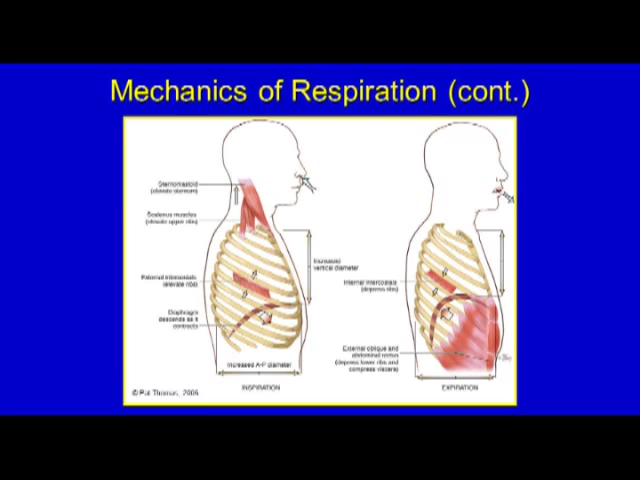 Mechanics of Respiration (cont.)
Sternomastoid
(elevate sternum)
Scalenus muscles
(elevate upper ribs)
External intercostals
(elevate ribs)
Diaphragm
descends as it
contracts
Increased
vertical diameter
Increased A-P diameter
INSPIRATION
© Pat Thomas, 2006
Internal intercostals
(depress ribs)
External oblique and
abdominal
(depress lower ribs and
compress viscera)
EXPIRATION